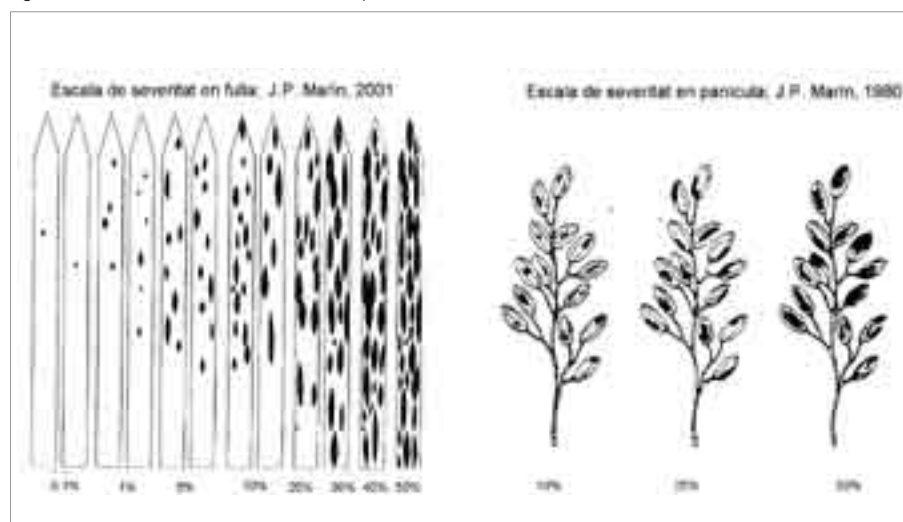 Escala de severitat en fulla, J.P. Marín, 2001
Escala de severitat en panícula, J.P. Marín, 1980
1% 5% 10% 20% 30% 40% 50%
10% 25% 50%